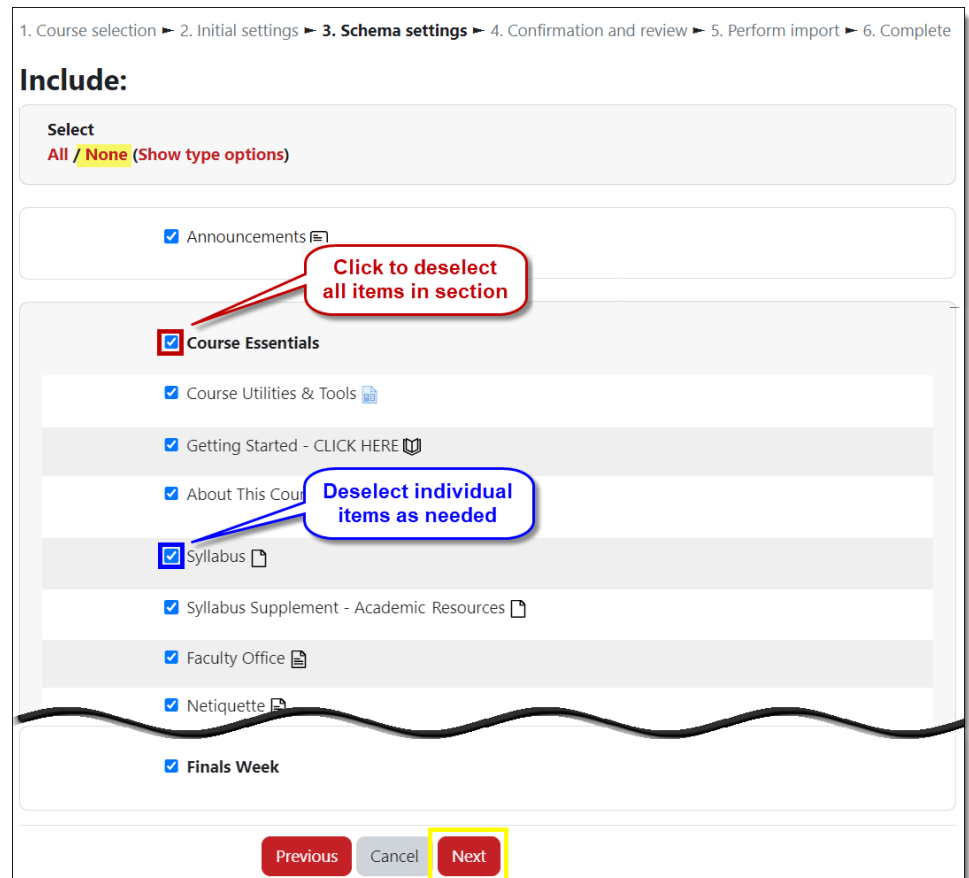 1. Course selection ► 2. Initial settings ► 3. Schema settings ► 4. Confirmation and review ► 5. Perform import ► 6. Complete
Include:
Select
All / None (Show type options)
Announcements
Click to deselect
all items in section
Course Essentials
Course Utilities & Tools
Getting Started - CLICK HERE
About This Cour
Deselect individual
items as needed
Syllabus
Syllabus Supplement - Academic Resources
Faculty Office
Netiquette
Finals Week
Previous Cancel Next